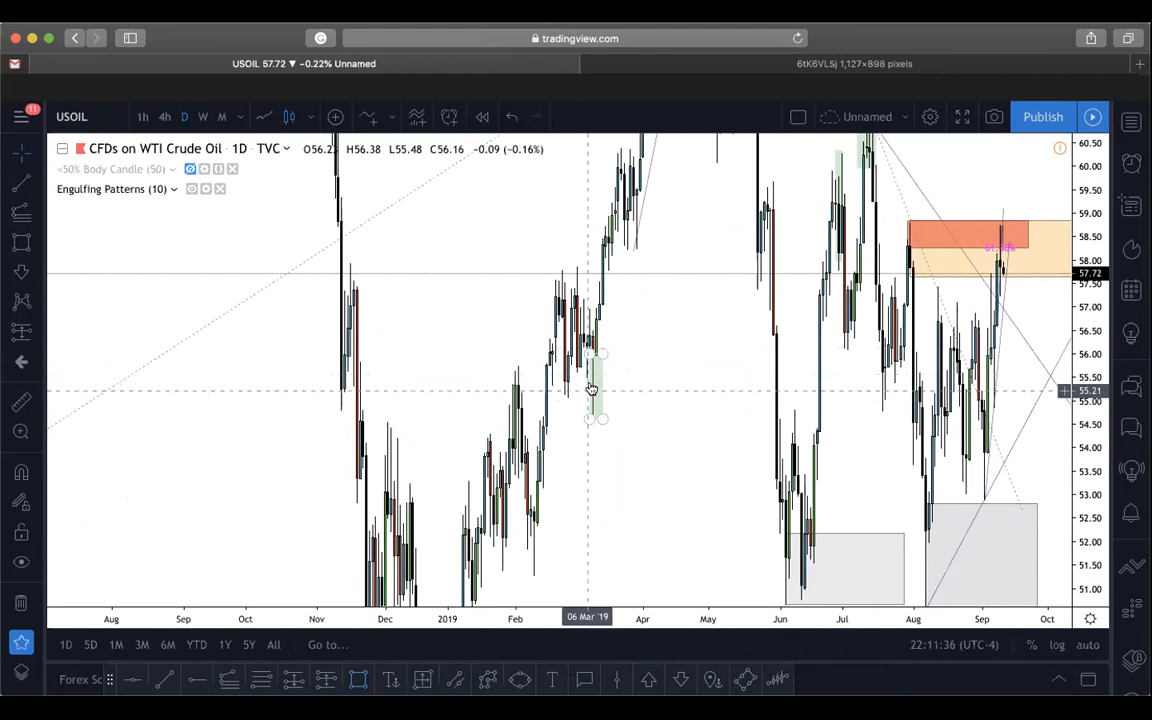 tradingview.com
USOIL 57.72 ▼ −0.22% Unnamed
6tK6VLSj 1,127×898 pixels
11
USOIL
1h 4h D W M
Unnamed
Publish
CFDs on WTI Crude Oil · 1D · TVC
H56.38 L55.48 C56.16 −0.09 (−0.16%)
<50% Body Candle (50)
Engulfing Patterns (10)
60.50
60.00
59.50
59.00
58.50
58.00
57.72
57.50
57.00
56.50
56.00
55.50
55.21
55.00
54.50
54.00
53.50
53.00
52.50
52.00
51.50
51.00
Aug Sep Oct Nov Dec 2019 Feb 06 Mar '19 Apr May Jun Jul Aug Sep Oct
1D 5D 1M 3M 6M YTD 1Y 5Y All Go to...
22:11:36 (UTC-4) % log auto
Forex Sc